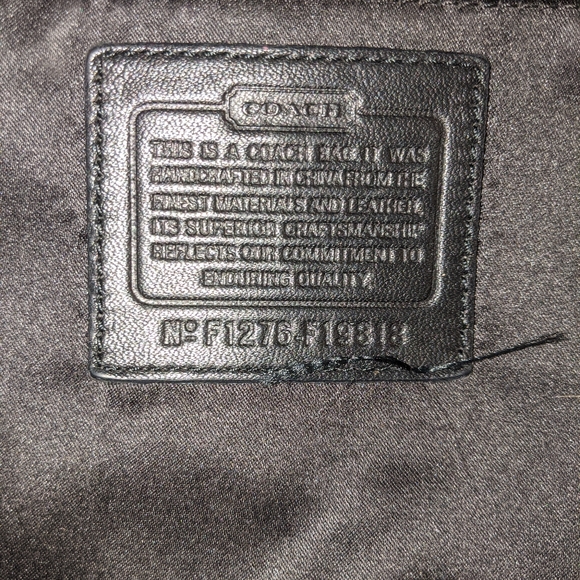 COACH
THIS IS A COACH BAG. IT WAS
HANDCRAFTED IN CHINA FROM THE
FINEST MATERIALS AND LEATHER.
ITS SUPERIOR CRAFTSMANSHIP
REFLECTS OUR COMMITMENT TO
ENDURING QUALITY.
Nº F1276-F19818